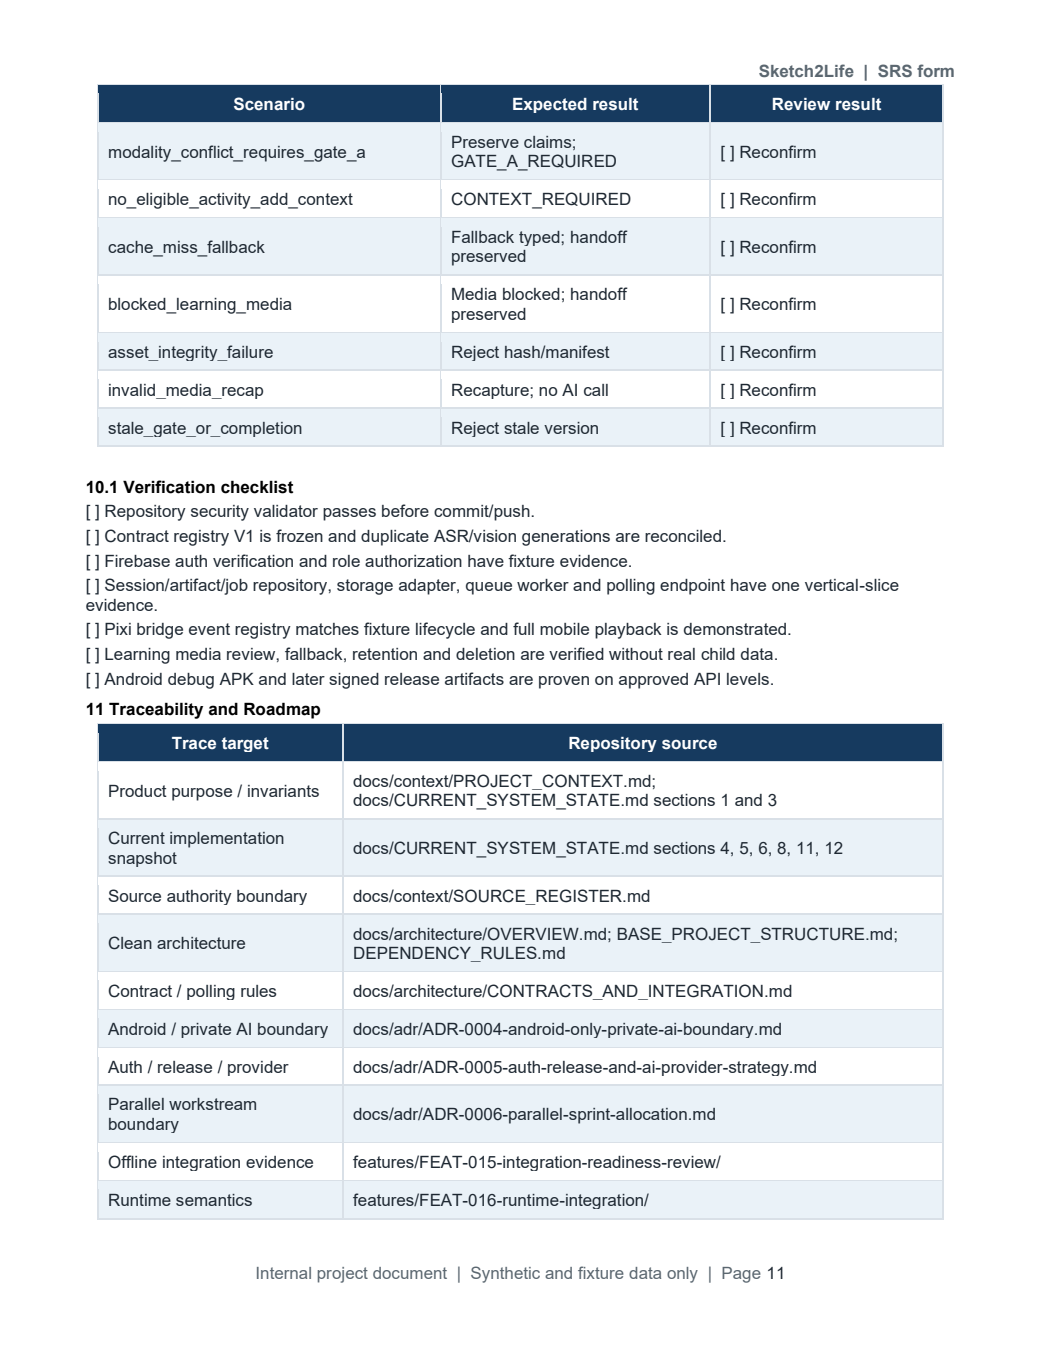 Sketch2Life | SRS form
Scenario Expected result Review result
modality_conflict_requires_gate_a Preserve claims; GATE_A_REQUIRED [ ] Reconfirm
no_eligible_activity_add_context CONTEXT_REQUIRED [ ] Reconfirm
cache_miss_fallback Fallback typed; handoff preserved [ ] Reconfirm
blocked_learning_media Media blocked; handoff preserved [ ] Reconfirm
asset_integrity_failure Reject hash/manifest [ ] Reconfirm
invalid_media_recap Recapture; no AI call [ ] Reconfirm
stale_gate_or_completion Reject stale version [ ] Reconfirm
10.1 Verification checklist
[ ] Repository security validator passes before commit/push.
[ ] Contract registry V1 is frozen and duplicate ASR/vision generations are reconciled.
[ ] Firebase auth verification and role authorization have fixture evidence.
[ ] Session/artifact/job repository, storage adapter, queue worker and polling endpoint have one vertical-slice
evidence.
[ ] Pixi bridge event registry matches fixture lifecycle and full mobile playback is demonstrated.
[ ] Learning media review, fallback, retention and deletion are verified without real child data.
[ ] Android debug APK and later signed release artifacts are proven on approved API levels.
11 Traceability and Roadmap
Trace target Repository source
Product purpose / invariants docs/context/PROJECT_CONTEXT.md; docs/CURRENT_SYSTEM_STATE.md sections 1 and 3
Current implementation snapshot docs/CURRENT_SYSTEM_STATE.md sections 4, 5, 6, 8, 11, 12
Source authority boundary docs/context/SOURCE_REGISTER.md
Clean architecture docs/architecture/OVERVIEW.md; BASE_PROJECT_STRUCTURE.md; DEPENDENCY_RULES.md
Contract / polling rules docs/architecture/CONTRACTS_AND_INTEGRATION.md
Android / private AI boundary docs/adr/ADR-0004-android-only-private-ai-boundary.md
Auth / release / provider docs/adr/ADR-0005-auth-release-and-ai-provider-strategy.md
Parallel workstream boundary docs/adr/ADR-0006-parallel-sprint-allocation.md
Offline integration evidence features/FEAT-015-integration-readiness-review/
Runtime semantics features/FEAT-016-runtime-integration/
Internal project document | Synthetic and fixture data only | Page 11